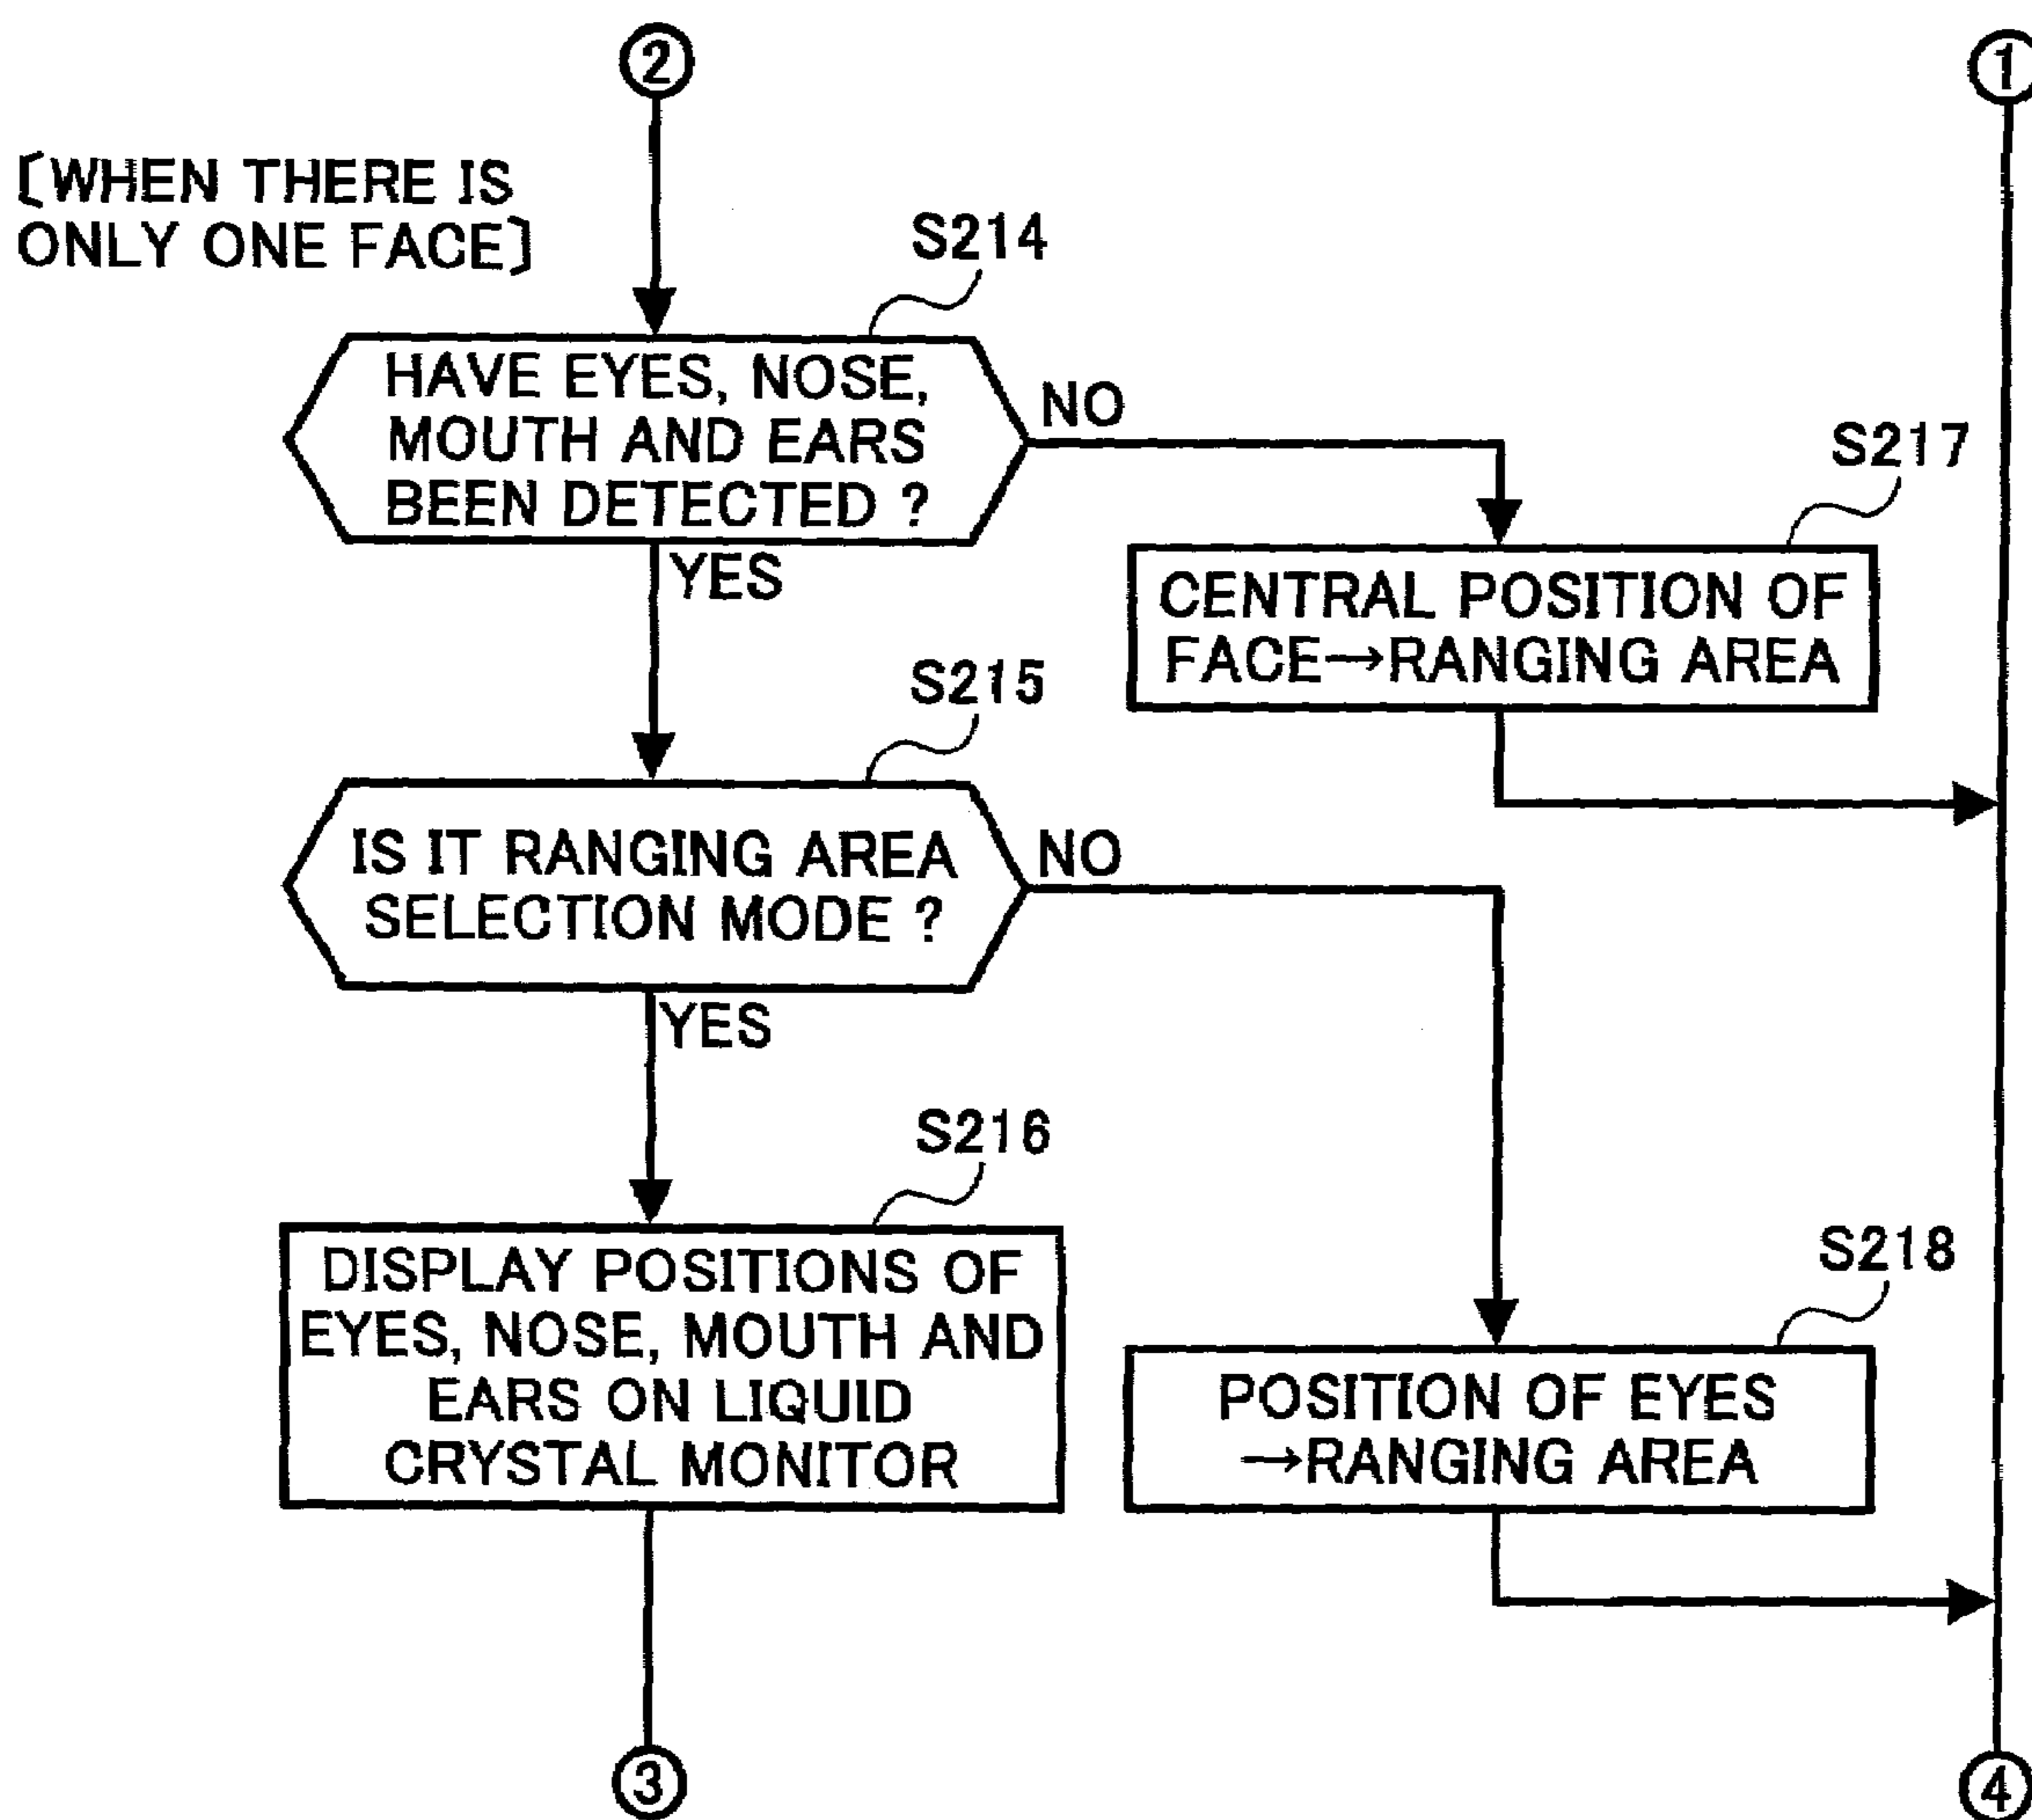 ②
①
〔WHEN THERE IS
ONLY ONE FACE〕
S214
HAVE EYES, NOSE,
MOUTH AND EARS
BEEN DETECTED ?
NO
YES
S217
CENTRAL POSITION OF
FACE→RANGING AREA
S215
IS IT RANGING AREA
SELECTION MODE ?
NO
YES
S216
DISPLAY POSITIONS OF
EYES, NOSE, MOUTH AND
EARS ON LIQUID
CRYSTAL MONITOR
S218
POSITION OF EYES
→RANGING AREA
③
④